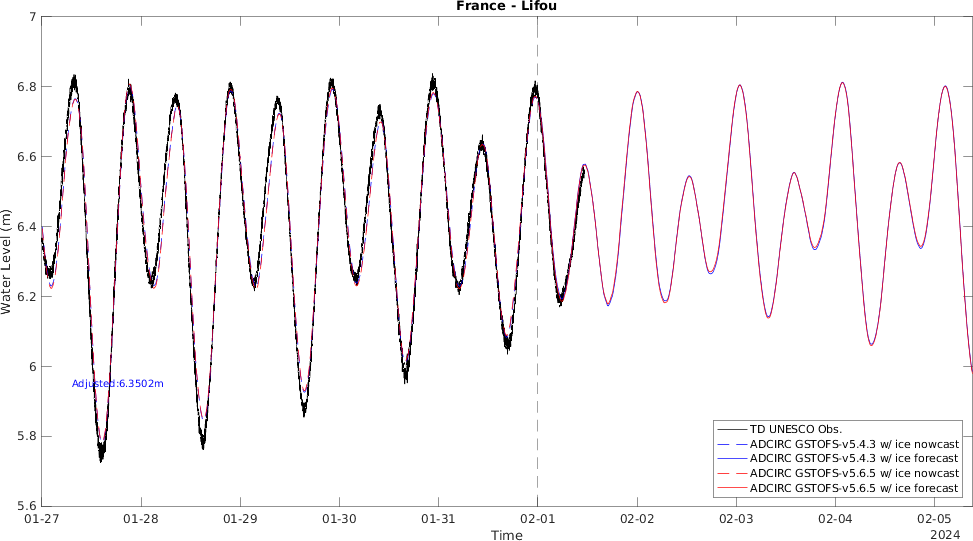 France - Lifou
7
6.8
6.6
6.4
6.2
6
5.8
5.6
Water Level (m)
Adjusted:6.3502m
TD UNESCO Obs.
ADCIRC GSTOFS-v5.4.3 w/ ice nowcast
ADCIRC GSTOFS-v5.4.3 w/ ice forecast
ADCIRC GSTOFS-v5.6.5 w/ ice nowcast
ADCIRC GSTOFS-v5.6.5 w/ ice forecast
01-27 01-28 01-29 01-30 01-31 02-01 02-02 02-03 02-04 02-05
Time 2024